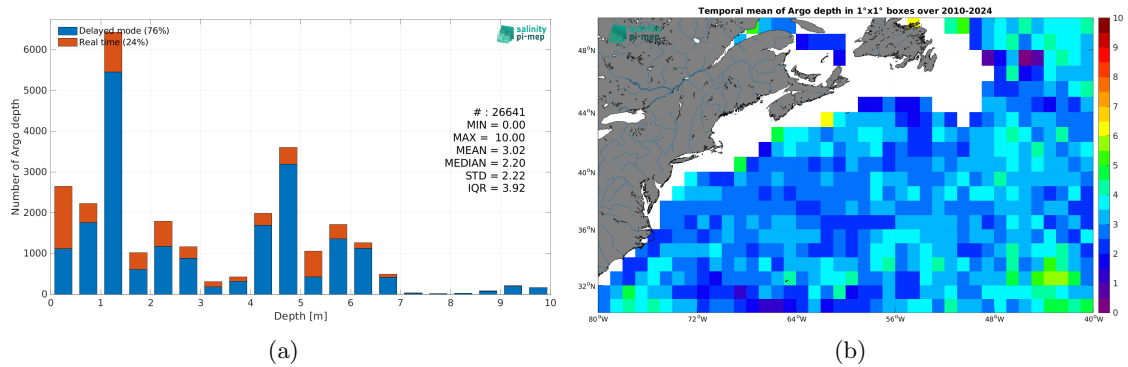 Delayed mode (76%)
Real time (24%)
salinity
pi-mep
# : 26641
MIN = 0.00
MAX = 10.00
MEAN = 3.02
MEDIAN = 2.20
STD = 2.22
IQR = 3.92
Number of Argo depth
6000
5000
4000
3000
2000
1000
0
0 1 2 3 4 5 6 7 8 9 10
Depth [m]
(a)
Temporal mean of Argo depth in 1°x1° boxes over 2010-2024
salinity
pi-mep
48°N
44°N
40°N
36°N
32°N
80°W 72°W 64°W 56°W 48°W 40°W
10
9
8
7
6
5
4
3
2
1
0
(b)